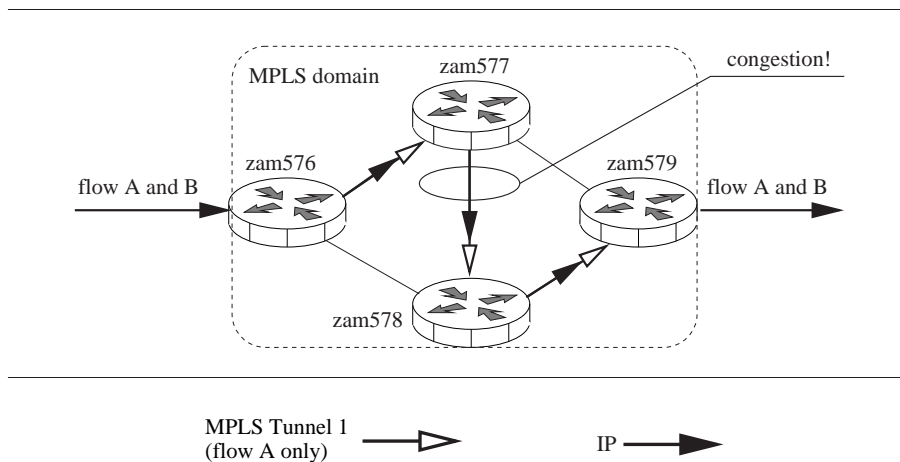 congestion!
zam577
MPLS domain
zam576
zam579
flow A and B
flow A and B
zam578
MPLS Tunnel 1
(flow A only)
IP